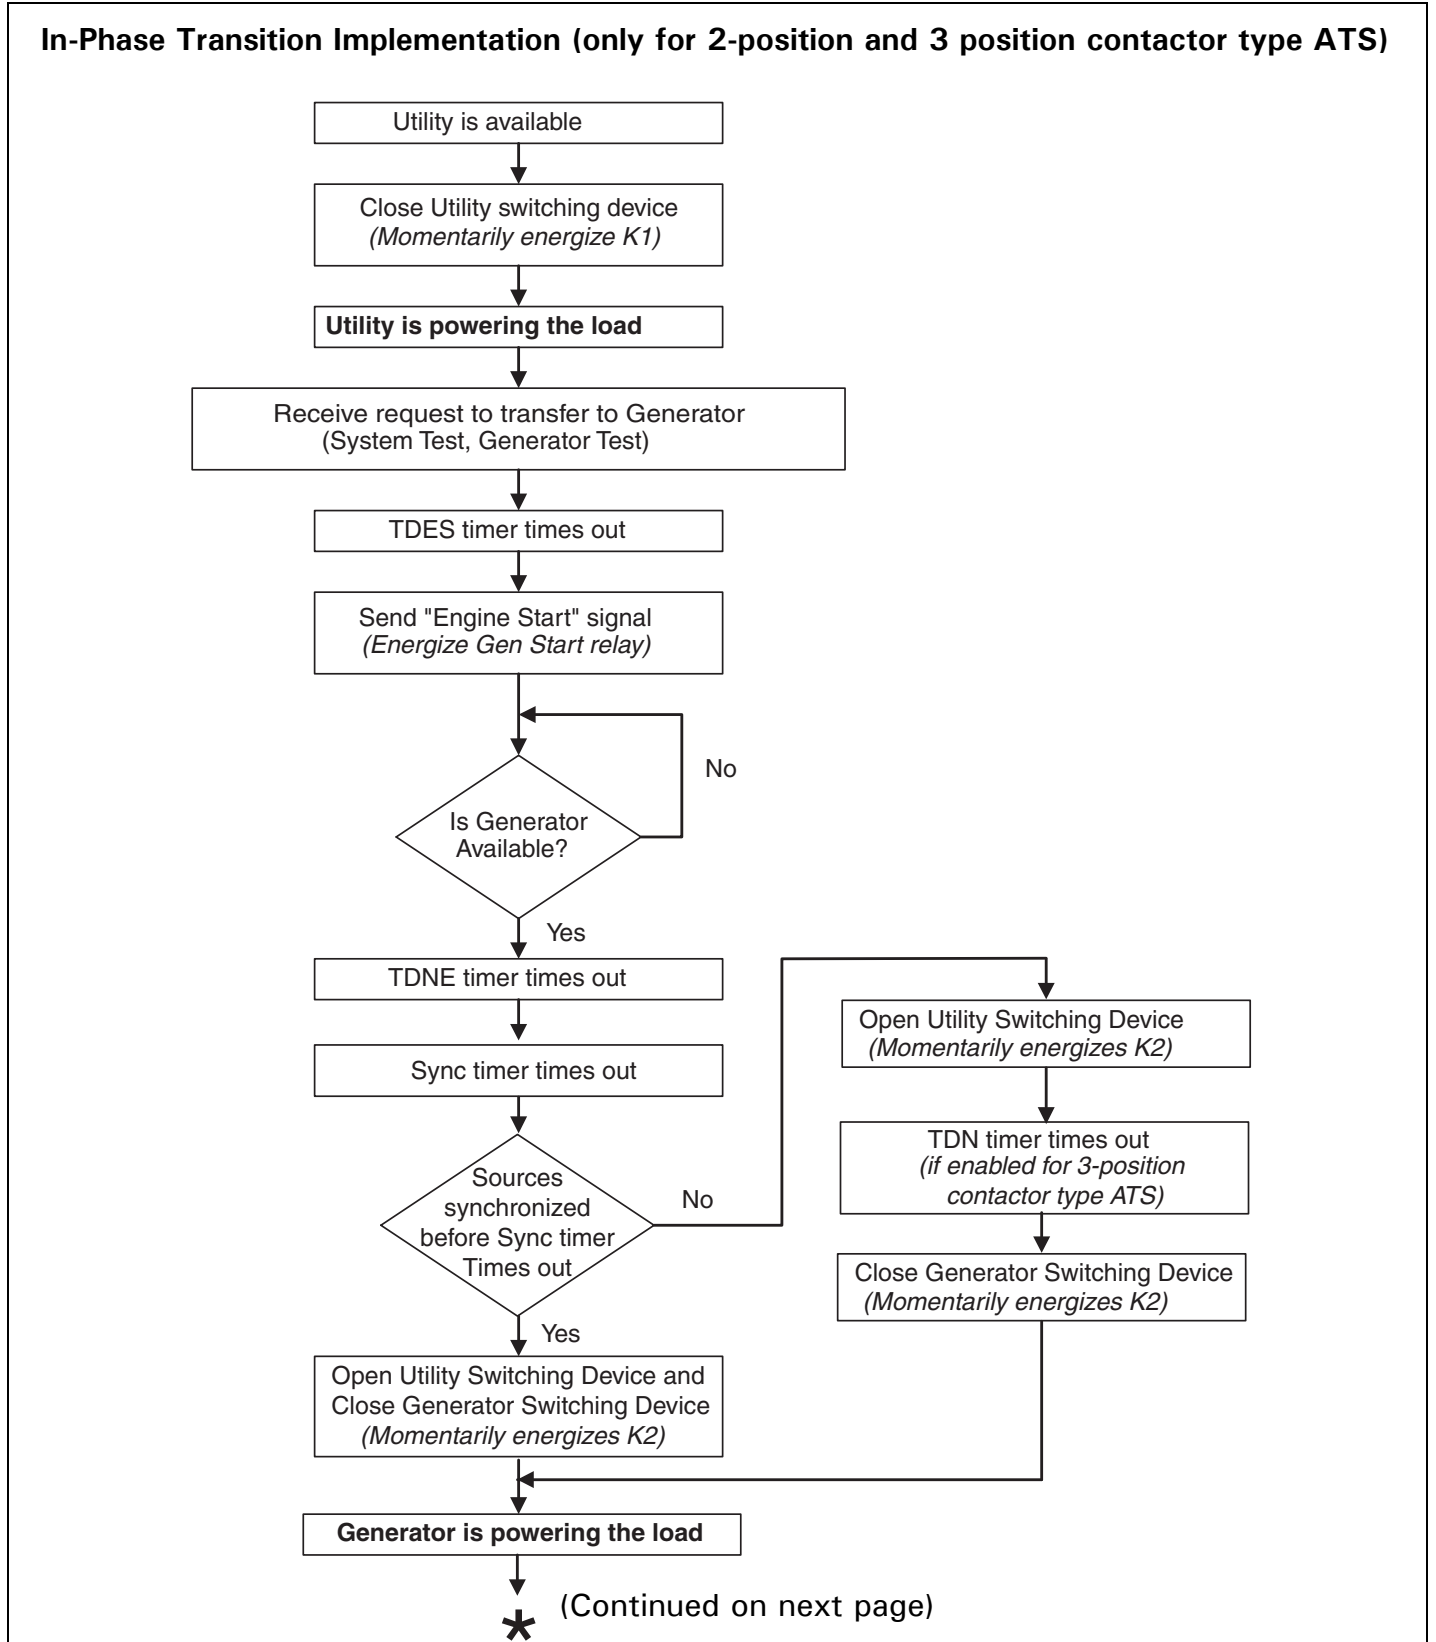 In-Phase Transition Implementation (only for 2-position and 3 position contactor type ATS)
Utility is available
Close Utility switching device
(Momentarily energize K1)
Utility is powering the load
Receive request to transfer to Generator
(System Test, Generator Test)
TDES timer times out
Send "Engine Start" signal
(Energize Gen Start relay)
No
Is Generator
Available?
Yes
TDNE timer times out
Sync timer times out
Sources
synchronized
before Sync timer
Times out
No
Open Utility Switching Device
(Momentarily energizes K2)
TDN timer times out
(if enabled for 3-position
contactor type ATS)
Close Generator Switching Device
(Momentarily energizes K2)
Yes
Open Utility Switching Device and
Close Generator Switching Device
(Momentarily energizes K2)
Generator is powering the load
* (Continued on next page)